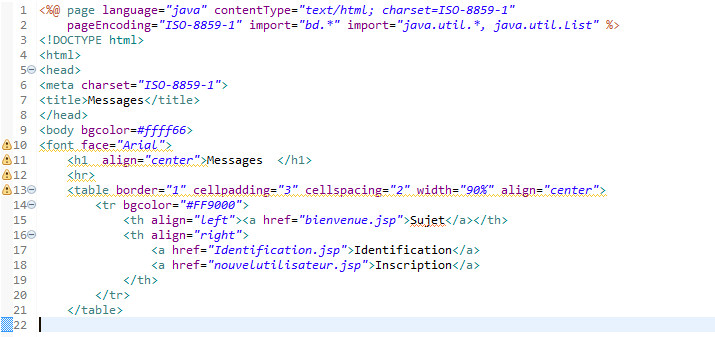 1 <%@ page language="java" contentType="text/html; charset=ISO-8859-1"
2     pageEncoding="ISO-8859-1" import="bd.*" import="java.util.*, java.util.List" %>
3 <!DOCTYPE html>
4 <html>
5 <head>
6 <meta charset="ISO-8859-1">
7 <title>Messages</title>
8 </head>
9 <body bgcolor=#ffff66>
10 <font face="Arial">
11     <h1  align="center">Messages  </h1>
12     <hr>
13     <table border="1" cellpadding="3" cellspacing="2" width="90%" align="center">
14         <tr bgcolor="#FF9000">
15             <th align="left"><a href="bienvenue.jsp">Sujet</a></th>
16             <th align="right">
17                 <a href="Identification.jsp">Identification</a>
18                 <a href="nouvelutilisateur.jsp">Inscription</a>
19             </th>
20         </tr>
21     </table>
22